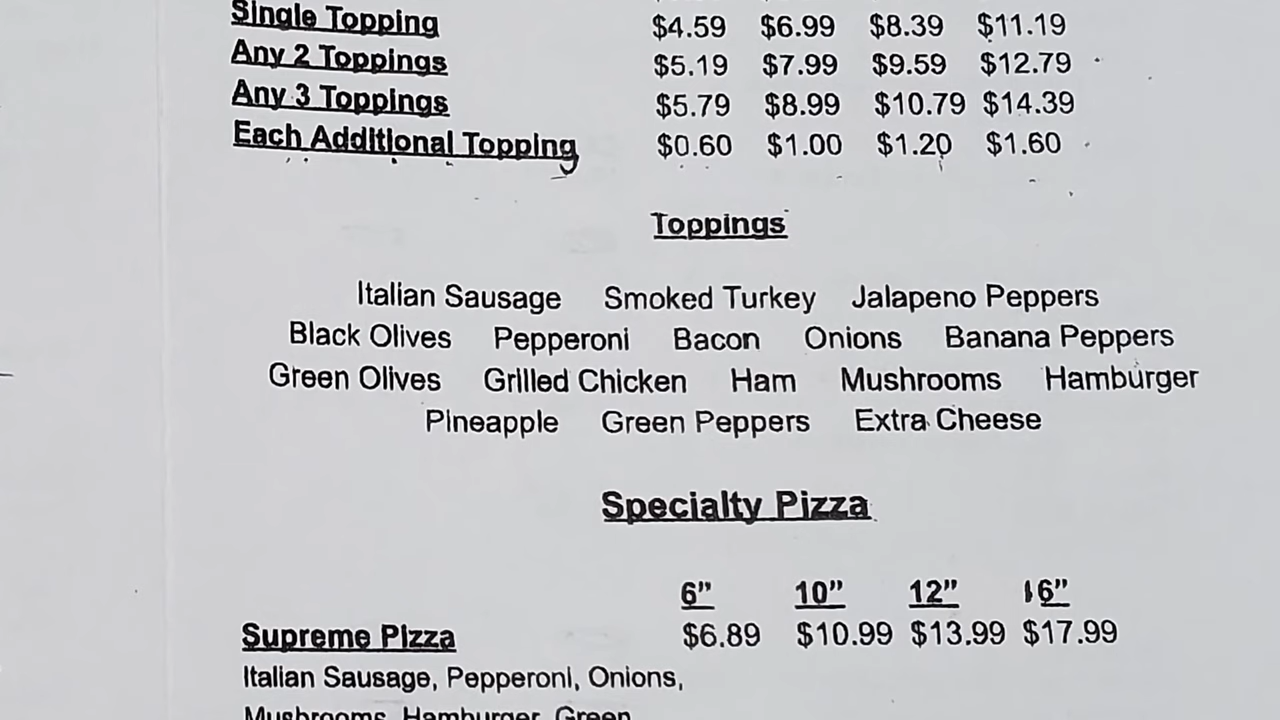 Single Topping $4.59 $6.99 $8.39 $11.19
Any 2 Toppings $5.19 $7.99 $9.59 $12.79
Any 3 Toppings $5.79 $8.99 $10.79 $14.39
Each Additional Topping $0.60 $1.00 $1.20 $1.60
Toppings
Italian Sausage Smoked Turkey Jalapeno Peppers
Black Olives Pepperoni Bacon Onions Banana Peppers
Green Olives Grilled Chicken Ham Mushrooms Hamburger
Pineapple Green Peppers Extra Cheese
Specialty Pizza
6" 10" 12" 16"
Supreme Pizza $6.89 $10.99 $13.99 $17.99
Italian Sausage, Pepperoni, Onions,
Mushrooms, Hamburger, Green